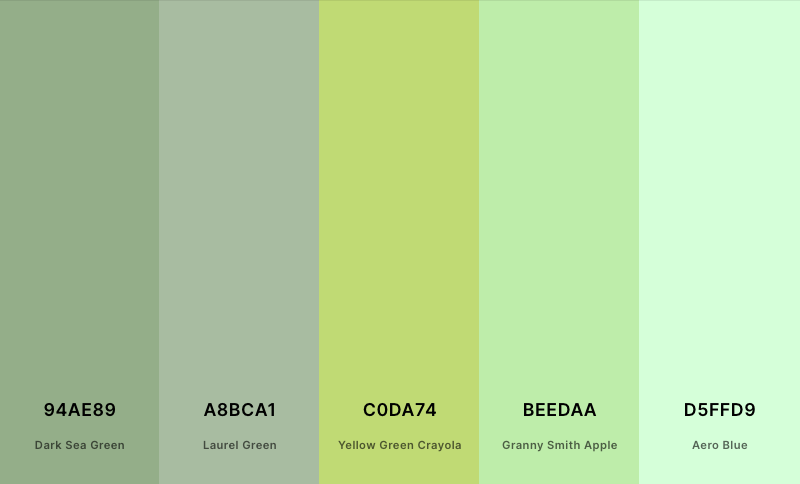 94AE89
A8BCA1
C0DA74
BEEDAA
D5FFD9
Dark Sea Green
Laurel Green
Yellow Green Crayola
Granny Smith Apple
Aero Blue